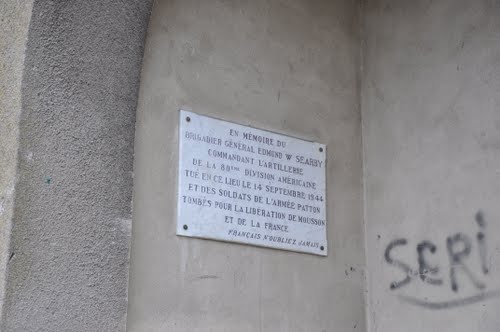 EN MÉMOIRE DU
BRIGADIER GÉNÉRAL EDMUND W SEARBY
COMMANDANT L'ARTILLERIE
DE LA 80ème DIVISION AMÉRICAINE
TUÉ EN CE LIEU LE 14 SEPTEMBRE 1944
ET DES SOLDATS DE L'ARMÉE PATTON
TOMBÉS POUR LA LIBÉRATION DE MOUSSON
ET DE LA FRANCE.
FRANÇAIS N'OUBLIEZ JAMAIS
SERi